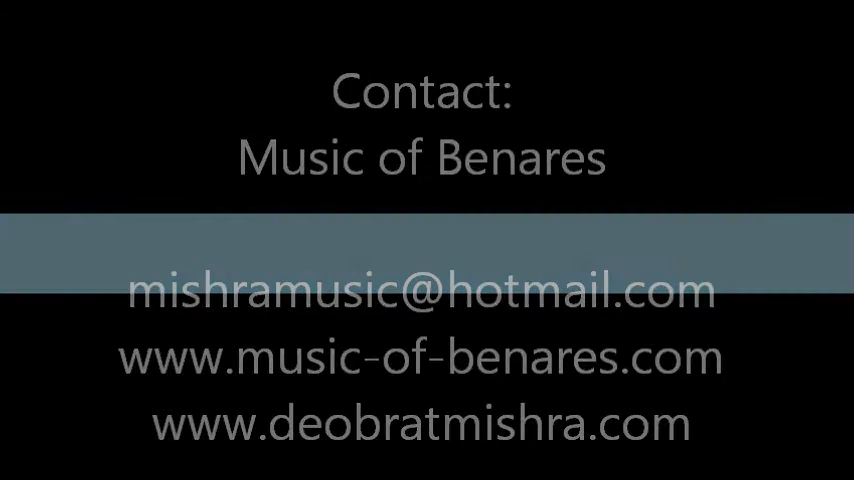 Contact:
Music of Benares
mishramusic@hotmail.com
www.music-of-benares.com
www.deobratmishra.com